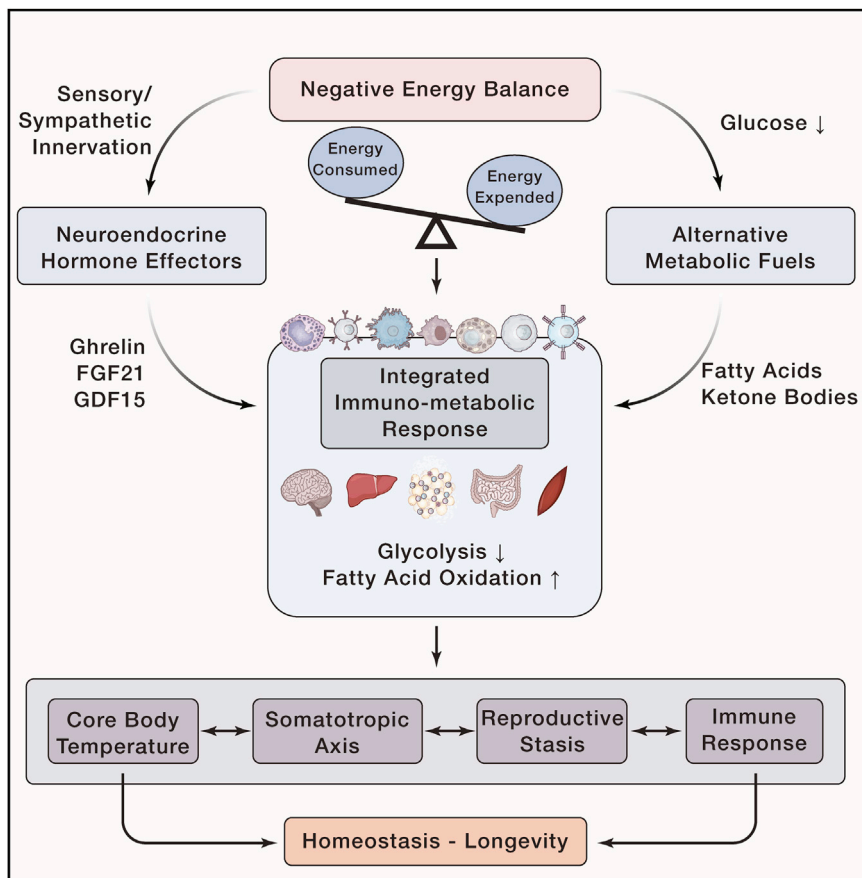 Negative Energy Balance
Sensory/
Sympathetic
Innervation
Glucose ↓
Energy
Consumed
Energy
Expended
Neuroendocrine
Hormone Effectors
Alternative
Metabolic Fuels
Ghrelin
FGF21
GDF15
Fatty Acids
Ketone Bodies
Integrated
Immuno-metabolic
Response
Glycolysis ↓
Fatty Acid Oxidation ↑
Core Body
Temperature
Somatotropic
Axis
Reproductive
Stasis
Immune
Response
Homeostasis - Longevity